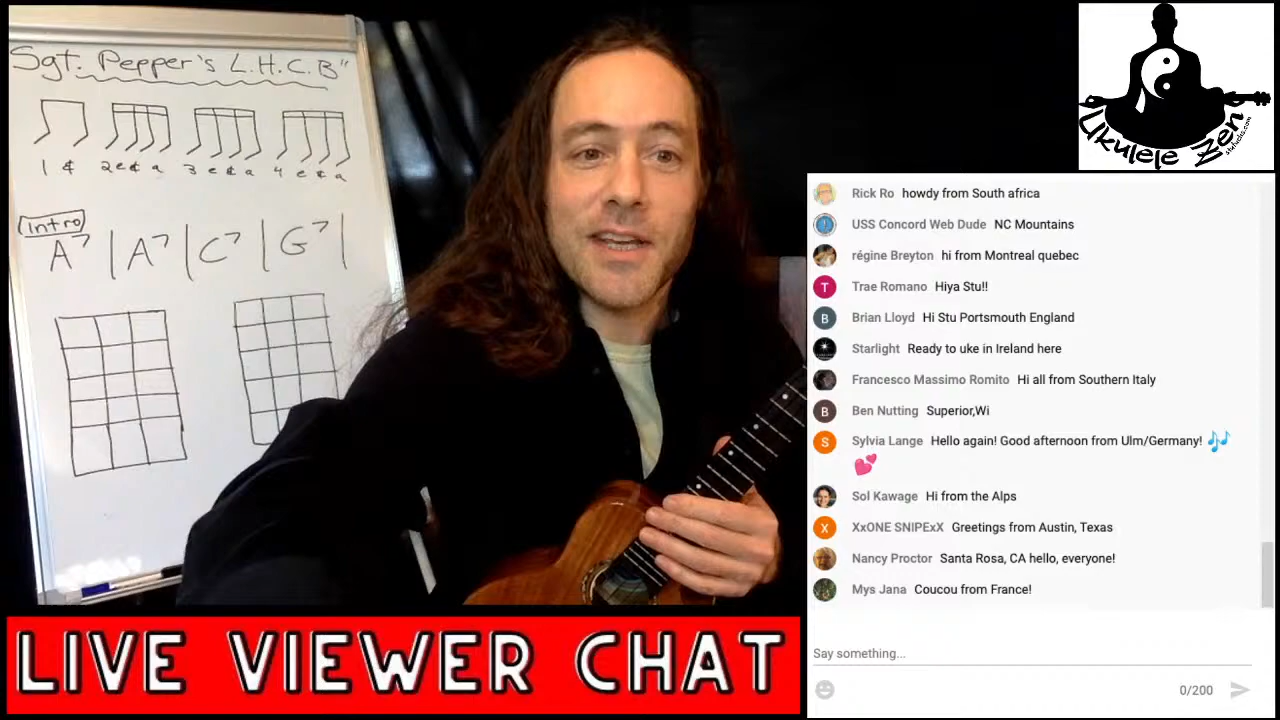 Sgt. Pepper's L.H.C.B"
1 & 2 e & a 3 e & a 4 e & a
Intro
A7 | A7 | C7 | G7 |
Ukulele Zen
stufuchs.com
Rick Ro howdy from South africa
USS Concord Web Dude NC Mountains
régine Breyton hi from Montreal quebec
T Trae Romano Hiya Stu!!
B Brian Lloyd Hi Stu Portsmouth England
Starlight Ready to uke in Ireland here
Francesco Massimo Romito Hi all from Southern Italy
B Ben Nutting Superior,Wi
S Sylvia Lange Hello again! Good afternoon from Ulm/Germany! 🎶
💕
Sol Kawage Hi from the Alps
X XxONE SNIPExX Greetings from Austin, Texas
Nancy Proctor Santa Rosa, CA hello, everyone!
Mys Jana Coucou from France!
Say something...
0/200
LIVE VIEWER CHAT